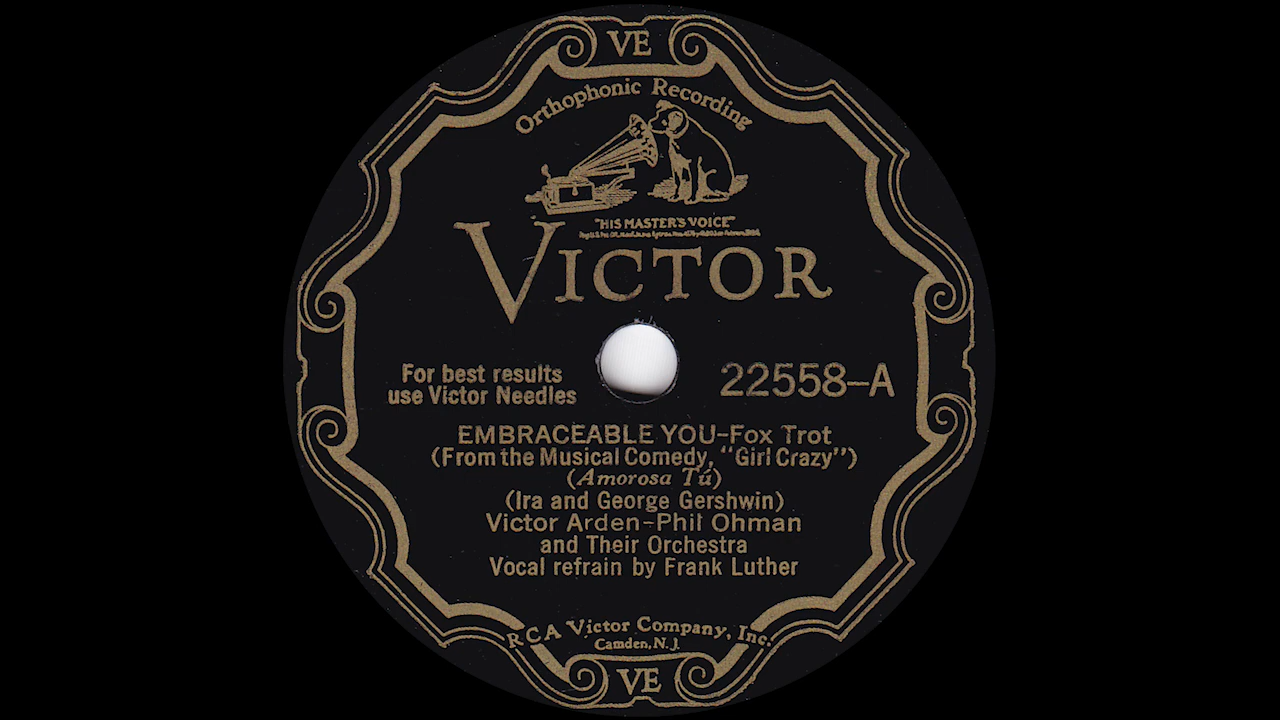 VE
Orthophonic Recording
"HIS MASTER'S VOICE"
VICTOR
For best results
use Victor Needles
22558-A
EMBRACEABLE YOU-Fox Trot
(From the Musical Comedy, "Girl Crazy")
(Amorosa Tú)
(Ira and George Gershwin)
Victor Arden-Phil Ohman
and Their Orchestra
Vocal refrain by Frank Luther
RCA Victor Company, Inc.
Camden, N. J.
VE